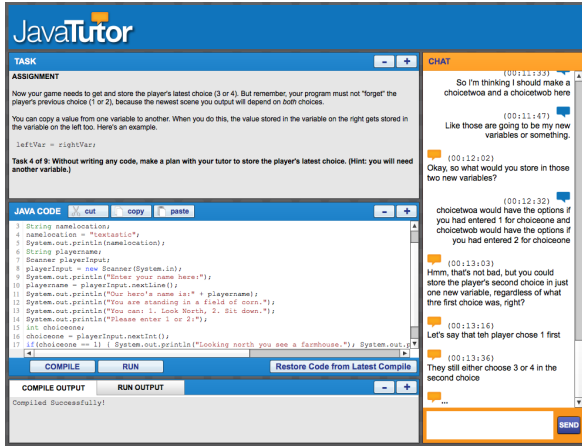 JavaTutor
TASK
- +
ASSIGNMENT
Now your game needs to get and store the player's latest choice (3 or 4). But remember, your program must not "forget" the
player's previous choice (1 or 2), because the newest scene you output will depend on both choices.
You can copy a value from one variable to another. When you do this, the value stored in the variable on the right gets stored in
the variable on the left too. Here's an example.
leftVar = rightVar;
Task 4 of 9: Without writing any code, make a plan with your tutor to store the player's latest choice. (Hint: you will need
another variable.)
JAVA CODE
cut
copy
paste
- +
3 String namelocation;
4 namelocation = "textastic";
5 System.out.println(namelocation);
6 String playername;
7 Scanner playerInput;
8 playerInput = new Scanner(System.in);
9 System.out.println("Enter your name here:");
10 playername = playerInput.nextLine();
11 System.out.println("Our hero's name is:" + playername);
12 System.out.println("You are standing in a field of corn.");
13 System.out.println("You can: 1. Look North, 2. Sit down.");
14 System.out.println("Please enter 1 or 2:");
15 int choiceone;
16 choiceone = playerInput.nextInt();
17 if(choiceone == 1) { System.out.println("Looking north you see a farmhouse."); System.out.p
COMPILE
RUN
Restore Code from Latest Compile
COMPILE OUTPUT
RUN OUTPUT
- +
Compiled Successfully!
CHAT
(00:11:33)
So I'm thinking I should make a
choicetwoa and a choicetwob here
(00:11:47)
Like those are going to be my new
variables or something.
(00:12:02)
Okay, so what would you store in those
two new variables?
(00:12:32)
choicetwoa would have the options if
you had entered 1 for choiceone and
choicetwob would have the options if
you had entered 2 for choiceone
(00:13:03)
Hmm, that's not bad, but you could
store the player's second choice in just
one new variable, regardless of what
thre first choice was, right?
(00:13:16)
Let's say that teh player chose 1 first
(00:13:36)
They still either choose 3 or 4 in the
second choice
...
SEND